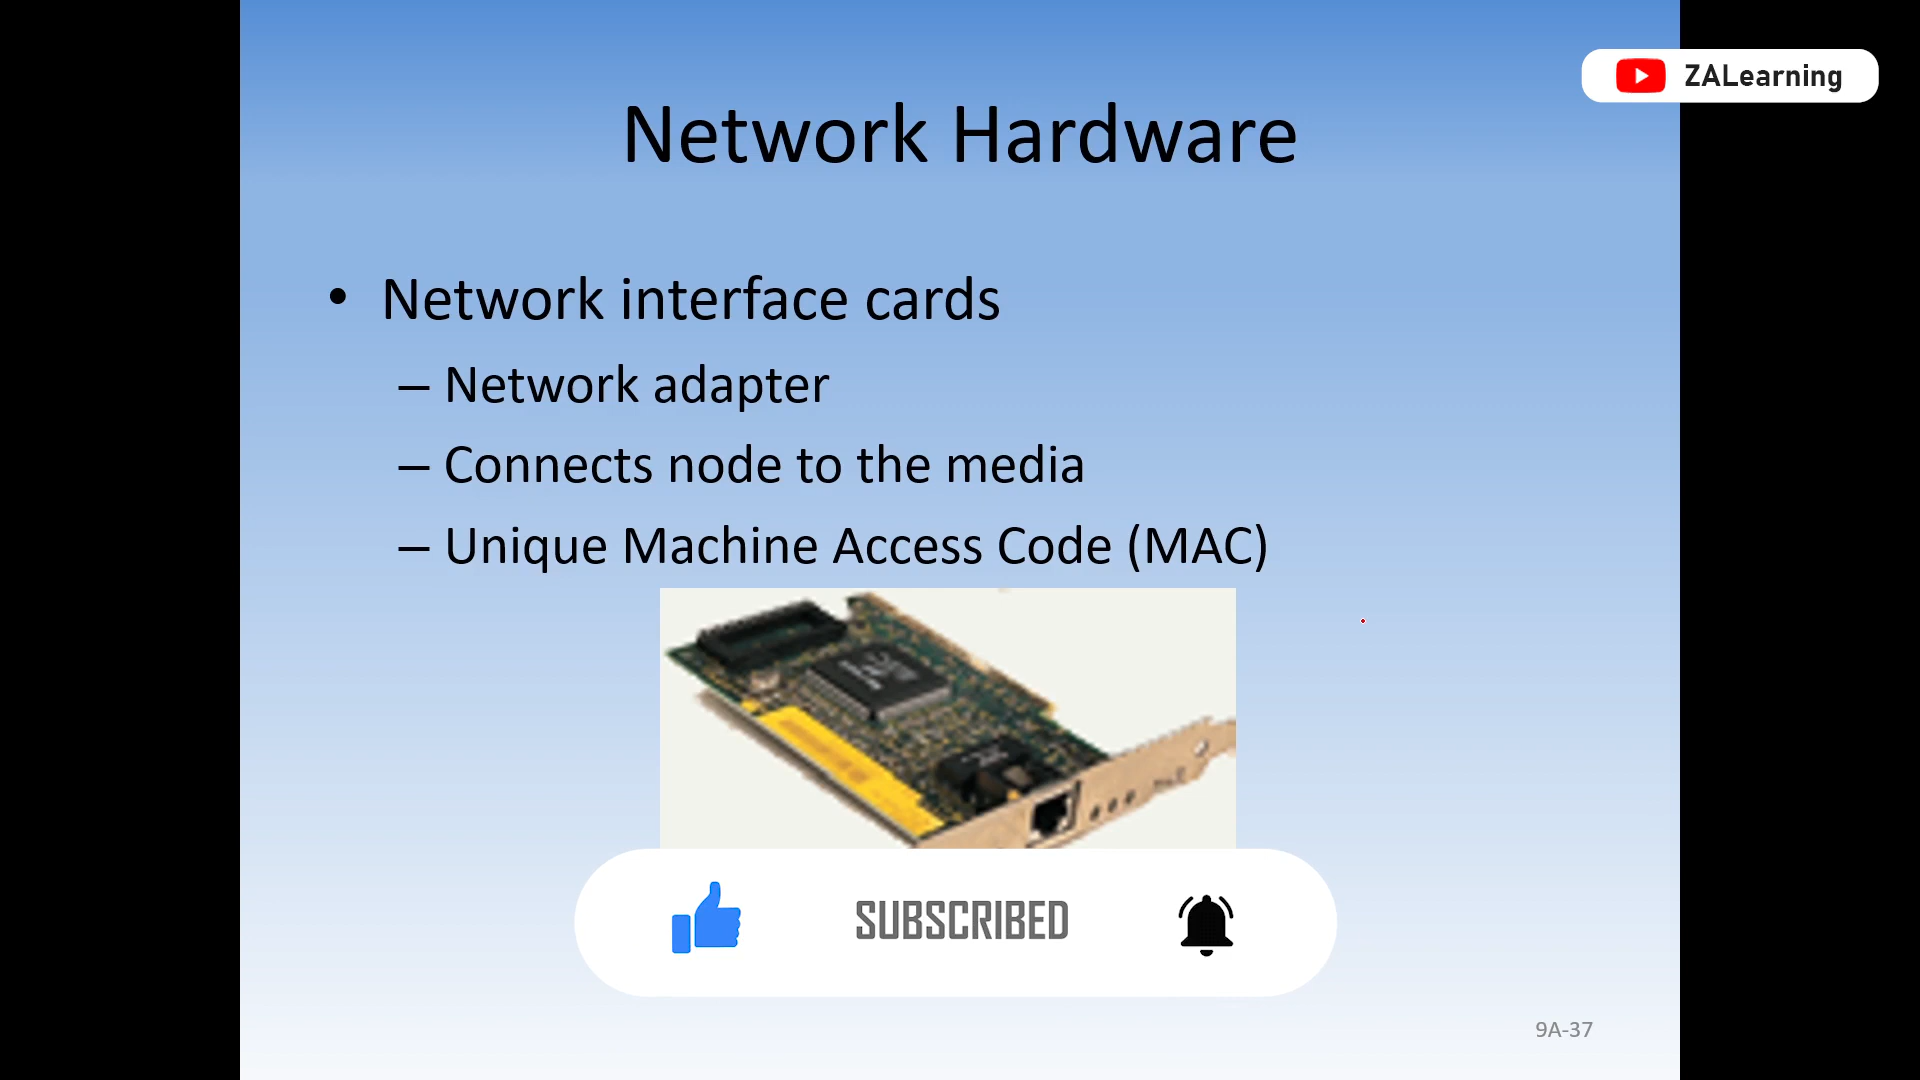 ZALearning
Network Hardware
• Network interface cards
– Network adapter
– Connects node to the media
– Unique Machine Access Code (MAC)
SUBSCRIBED
9A-37